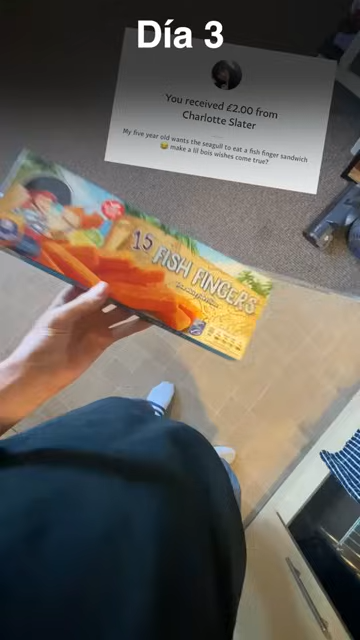 Día 3
You received £2.00 from
Charlotte Slater
My five year old wants the seagull to eat a fish finger sandwich
😂 make a lil bois wishes come true?
15 FISH FINGERS